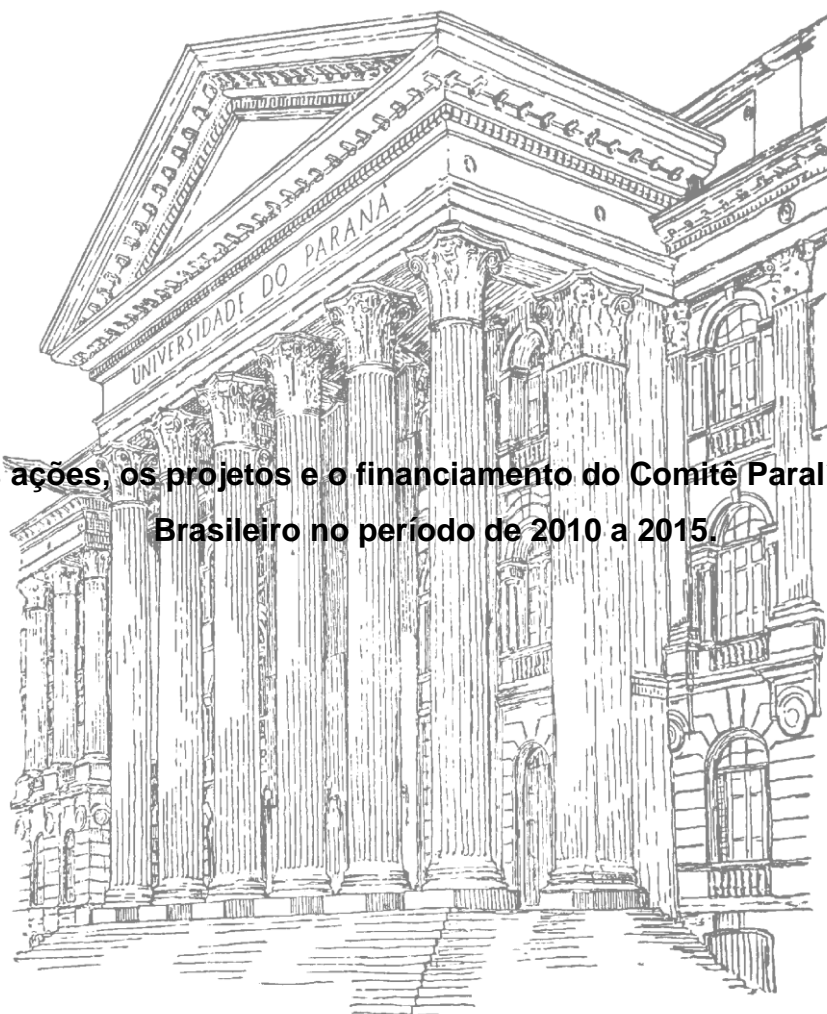 UNIVERSIDADE DO PARANÁ
ações, os projetos e o financiamento do Comitê Paral
Brasileiro no período de 2010 a 2015.